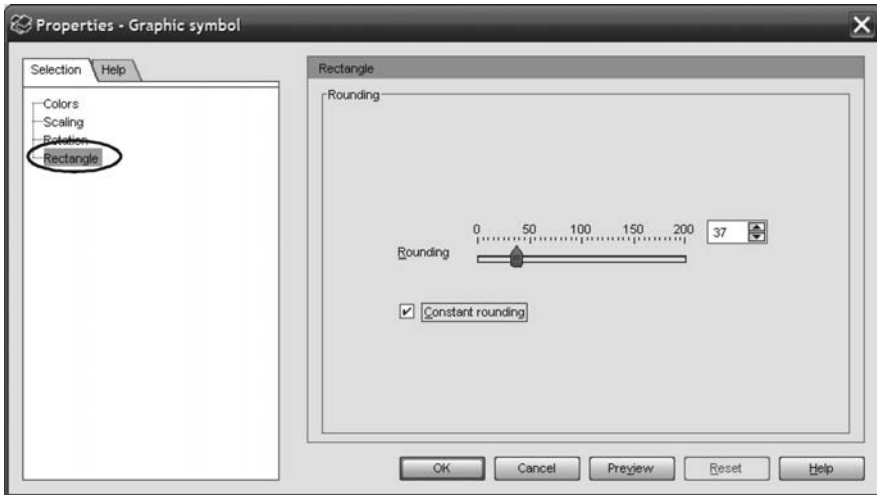 Properties - Graphic symbol
Selection Help
Colors
Scaling
Rotation
Rectangle
Rectangle
Rounding
0 50 100 150 200
37
Rounding
Constant rounding
OK Cancel Preview Reset Help